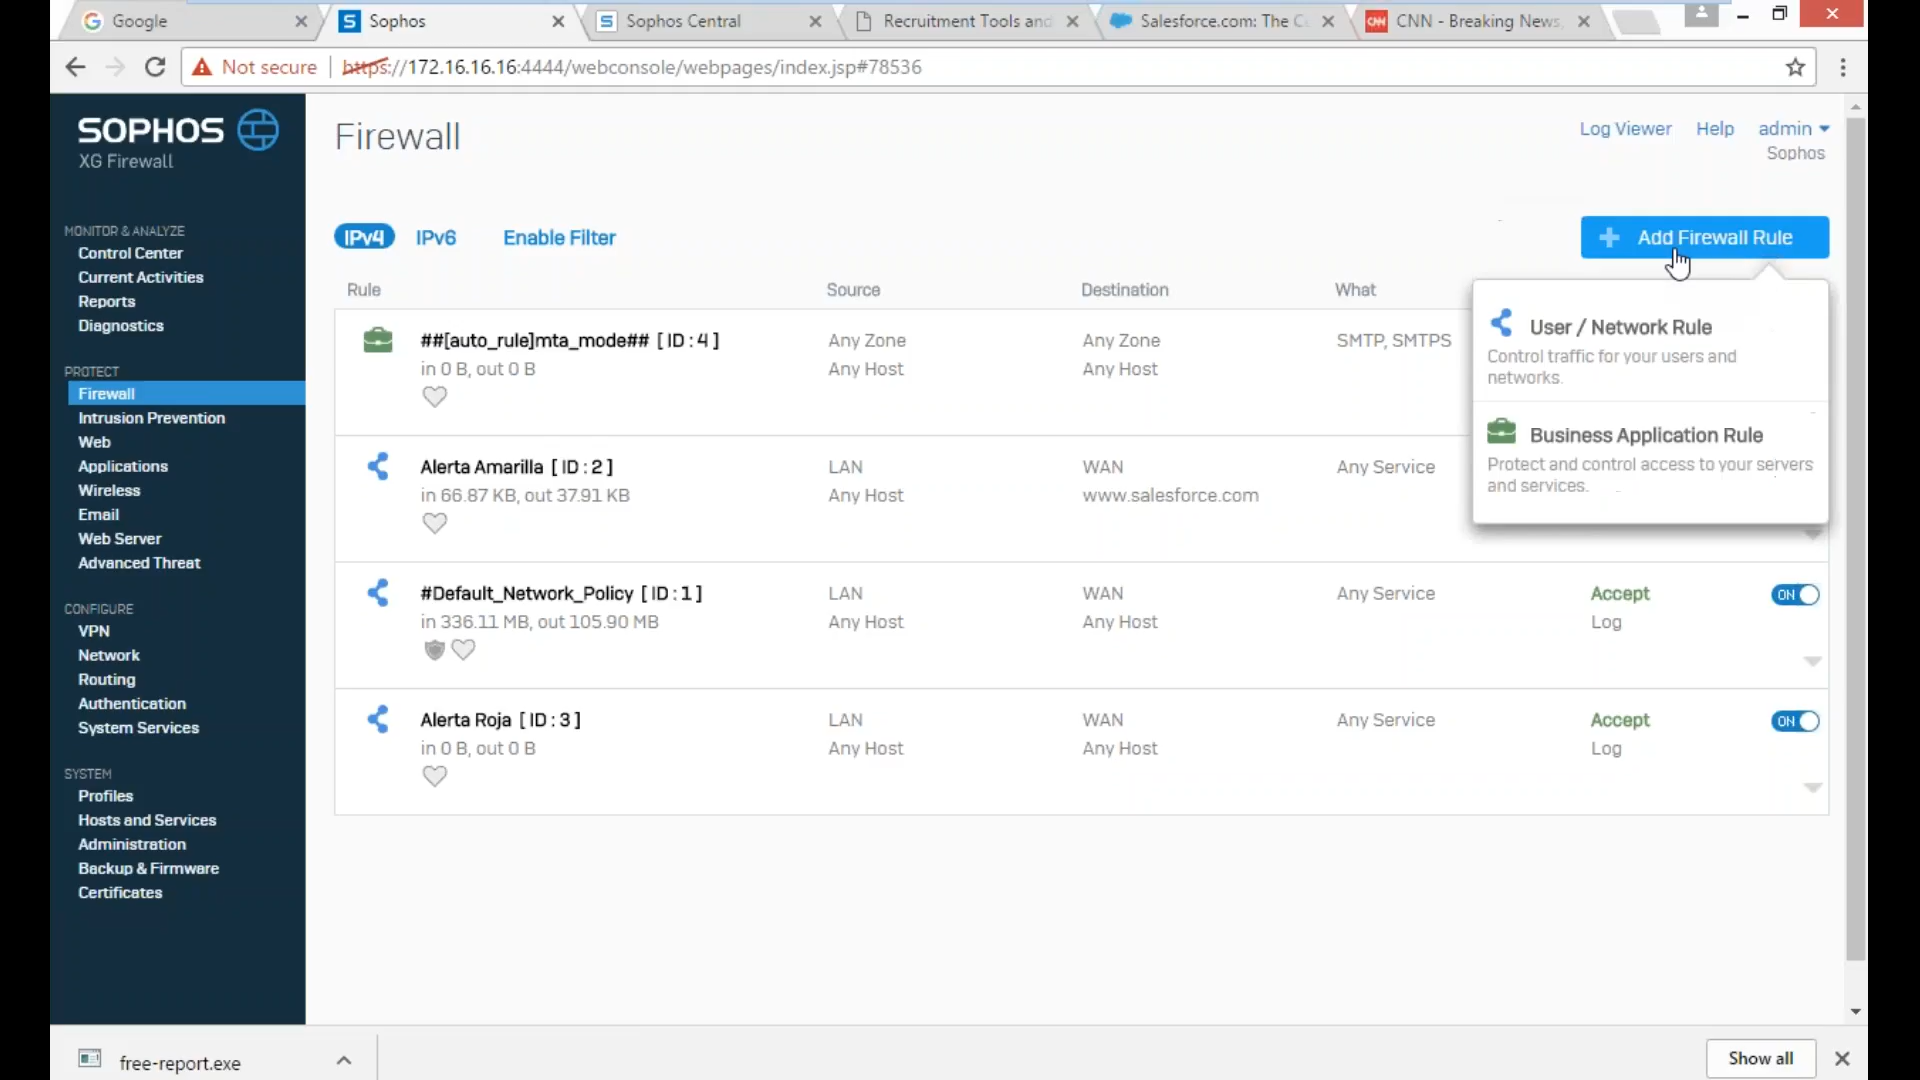 Google
Sophos
Sophos Central
Recruitment Tools and
Salesforce.com: The C
CNN - Breaking News,
Not secure
https://172.16.16.16:4444/webconsole/webpages/index.jsp#78536
SOPHOS
XG Firewall
MONITOR & ANALYZE
Control Center
Current Activities
Reports
Diagnostics
PROTECT
Firewall
Intrusion Prevention
Web
Applications
Wireless
Email
Web Server
Advanced Threat
CONFIGURE
VPN
Network
Routing
Authentication
System Services
SYSTEM
Profiles
Hosts and Services
Administration
Backup & Firmware
Certificates
Firewall
Log Viewer
Help
admin
Sophos
IPv4
IPv6
Enable Filter
Add Firewall Rule
User / Network Rule
Control traffic for your users and
networks.
Business Application Rule
Protect and control access to your servers
and services.
Rule Source Destination What
##[auto_rule]mta_mode## [ ID : 4 ] Any Zone Any Zone SMTP, SMTPS
in 0 B, out 0 B Any Host Any Host
Alerta Amarilla [ ID : 2 ] LAN WAN Any Service
in 66.87 KB, out 37.91 KB Any Host www.salesforce.com
#Default_Network_Policy [ ID : 1 ] LAN WAN Any Service Accept ON
in 336.11 MB, out 105.90 MB Any Host Any Host Log
Alerta Roja [ ID : 3 ] LAN WAN Any Service Accept ON
in 0 B, out 0 B Any Host Any Host Log
free-report.exe
Show all